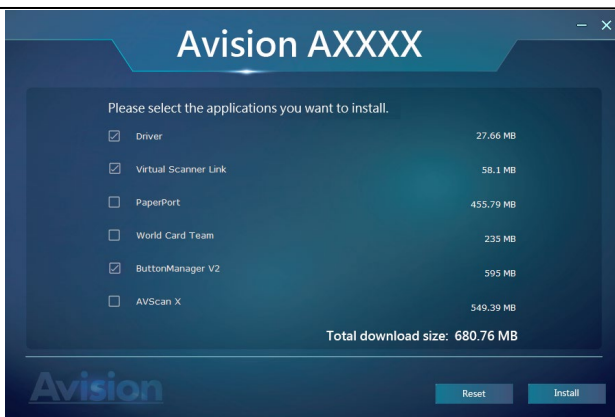 Avision AXXXX
Please select the applications you want to install.
Driver 27.66 MB
Virtual Scanner Link 58.1 MB
PaperPort 455.79 MB
World Card Team 235 MB
ButtonManager V2 595 MB
AVScan X 549.39 MB
Total download size: 680.76 MB
Avision
Reset Install